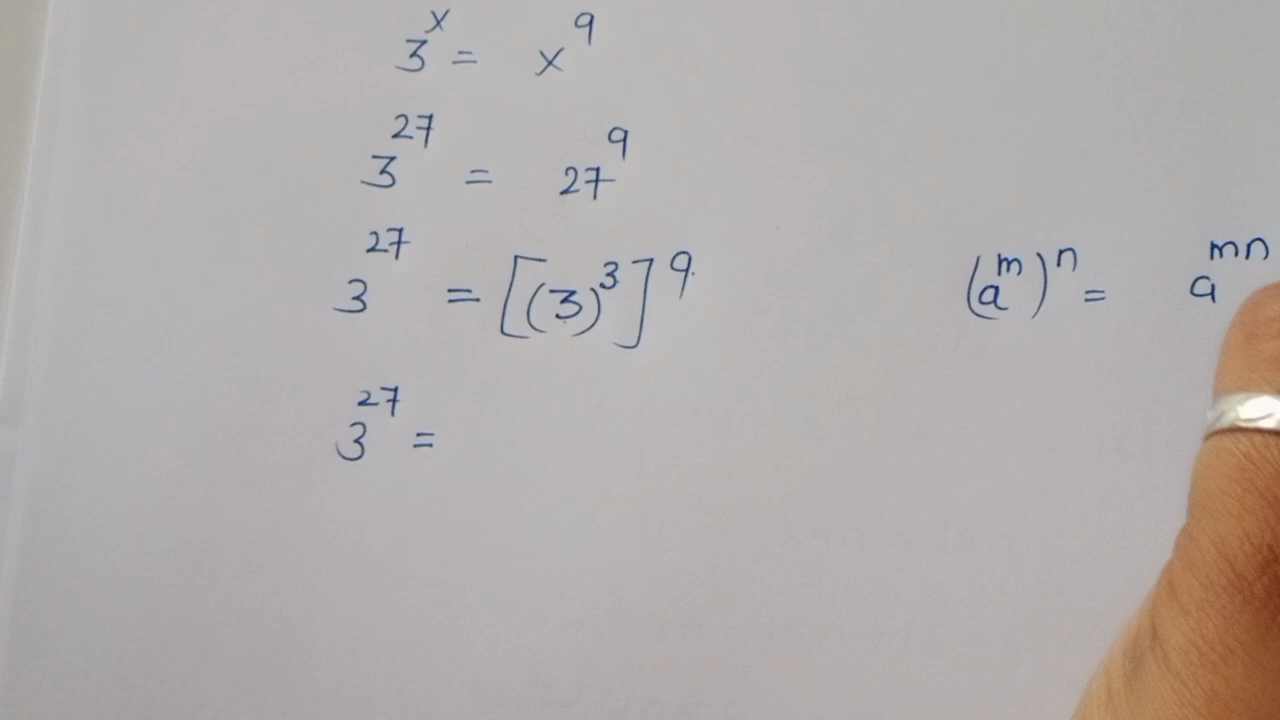 3^x = x^9
3^27 = 27^9
3^27 = [(3)^3]^9
(a^m)^n = a^mn
3^27 =